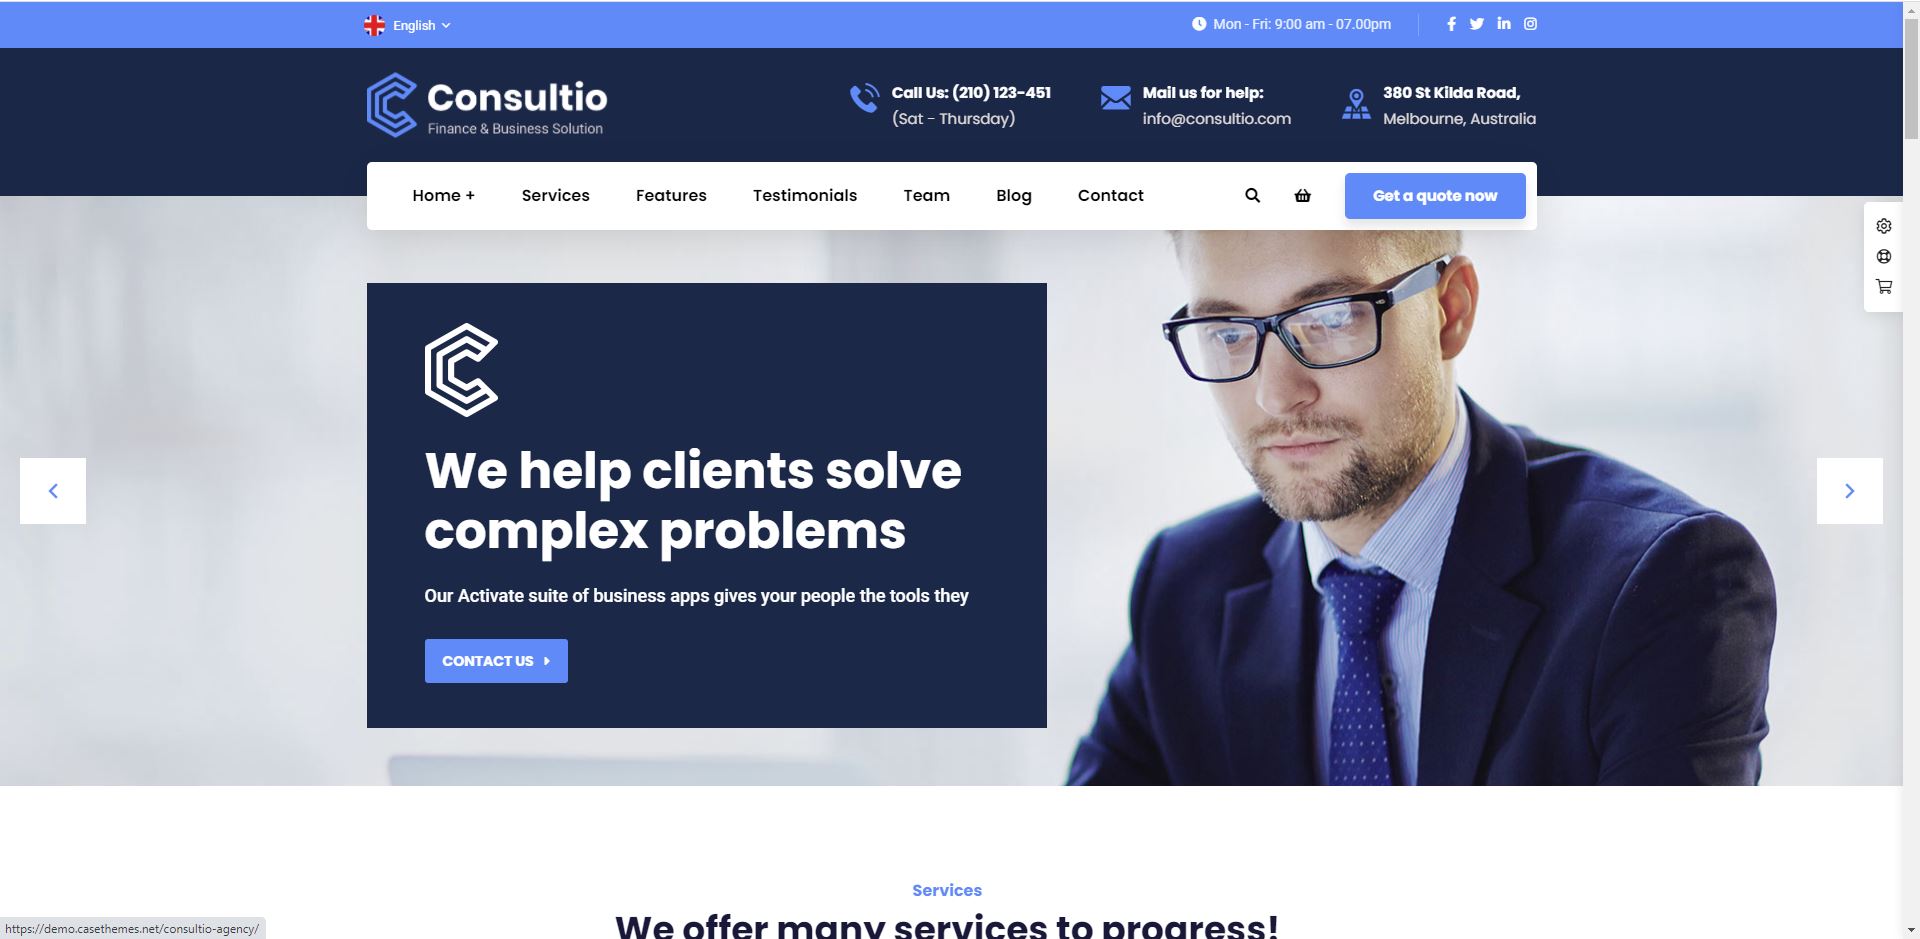 English
Mon - Fri: 9:00 am - 07.00pm
Consultio
Finance & Business Solution
Call Us: (210) 123-451
(Sat - Thursday)
Mail us for help:
info@consultio.com
380 St Kilda Road,
Melbourne, Australia
Home + Services Features Testimonials Team Blog Contact Get a quote now
We help clients solve
complex problems
Our Activate suite of business apps gives your people the tools they
CONTACT US
Services
We offer many services to progress!
https://demo.casethemes.net/consultio-agency/